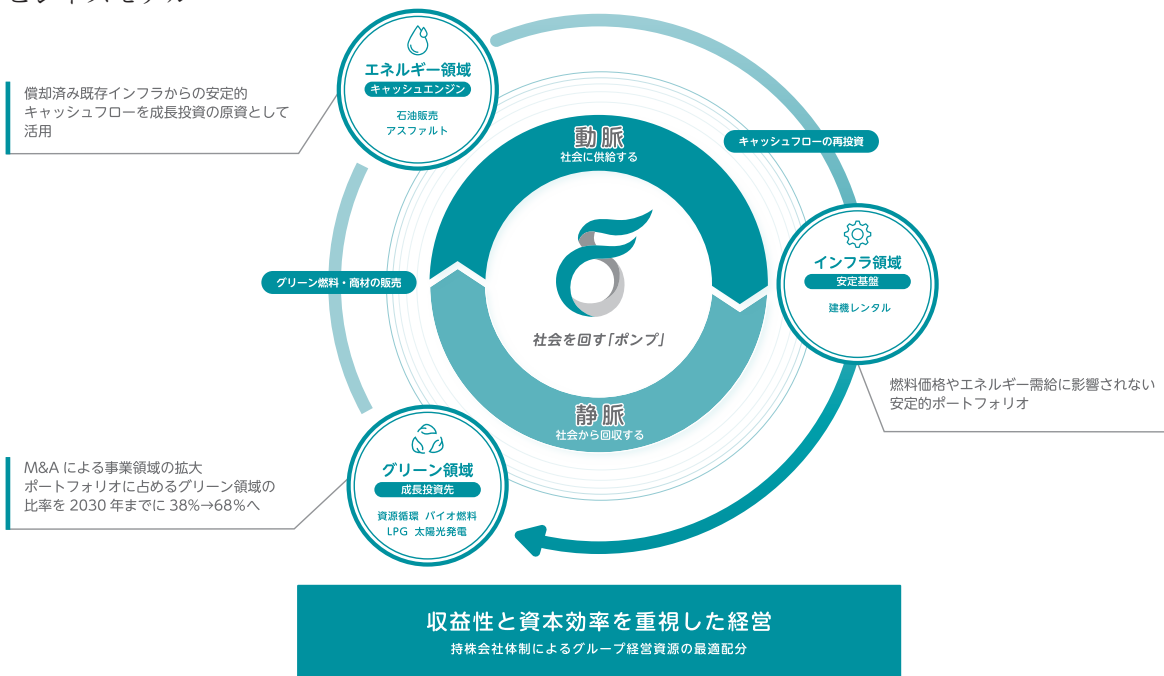 ビジネスモデル
エネルギー領域
キャッシュエンジン
石油販売
アスファルト
償却済み既存インフラからの安定的
キャッシュフローを成長投資の原資として
活用
動脈
社会に供給する
キャッシュフローの再投資
インフラ領域
安定基盤
建機レンタル
グリーン燃料・商材の販売
社会を回す「ポンプ」
燃料価格やエネルギー需給に影響されない
安定的ポートフォリオ
静脈
社会から回収する
グリーン領域
成長投資先
資源循環 バイオ燃料
LPG 太陽光発電
M&A による事業領域の拡大
ポートフォリオに占めるグリーン領域の
比率を 2030 年までに 38%→68%へ
収益性と資本効率を重視した経営
持株会社体制によるグループ経営資源の最適配分